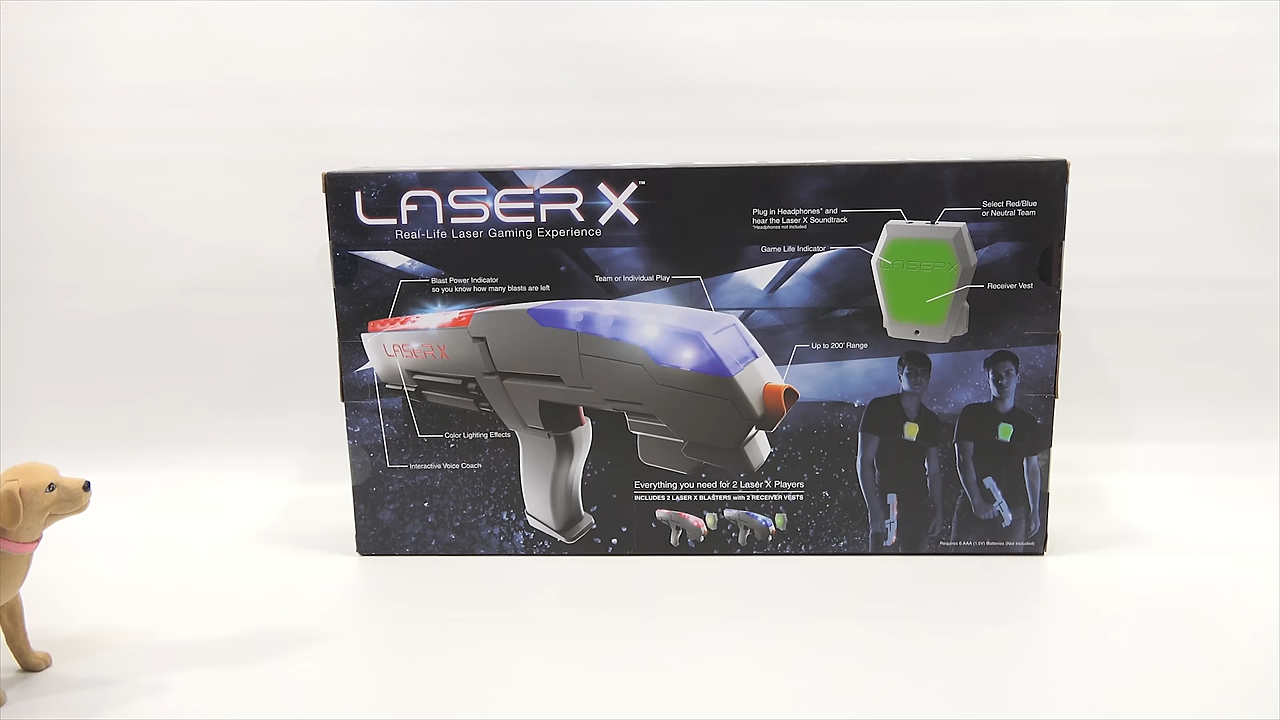 LASER X™
Real-Life Laser Gaming Experience
Plug in Headphones* and
hear the Laser X Soundtrack
*Headphones not included
Select Red/Blue
or Neutral Team
Game Life Indicator
LASER X
Receiver Vest
Blast Power Indicator
so you know how many blasts are left
Team or Individual Play
Up to 200' Range
LASER X
Color Lighting Effects
Interactive Voice Coach
Everything you need for 2 Laser X Players
INCLUDES 2 LASER X BLASTERS with 2 RECEIVER VESTS
Requires 6 AAA (1.5V) Batteries (Not Included)